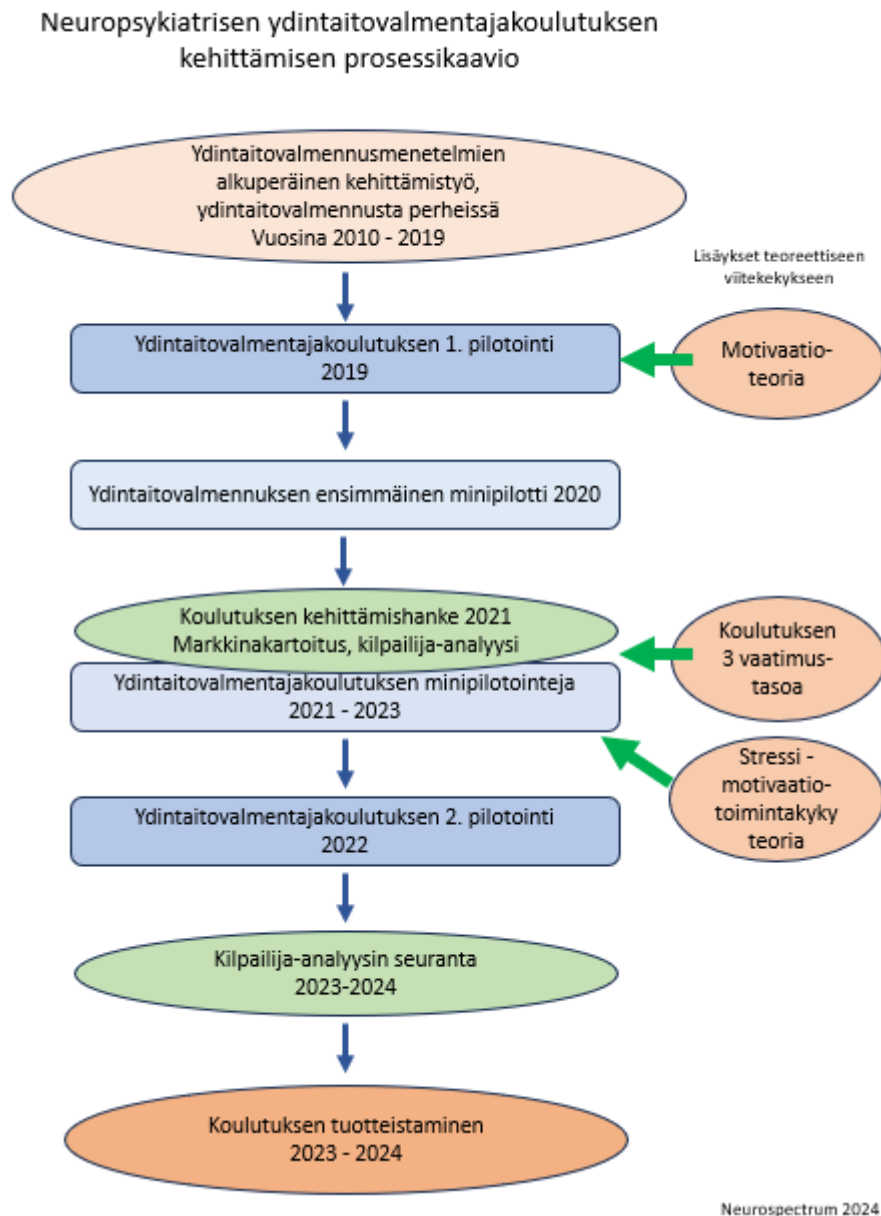 Neuropsykiatrisen ydintaitovalmentajakoulutuksen
kehittämisen prosessikaavio
Ydintaitovalmennusmenetelmien
alkuperäinen kehittämistyö,
ydintaitovalmennusta perheissä
Vuosina 2010 - 2019
Lisäykset teoreettiseen
viitekekykseen
Ydintaitovalmentajakoulutuksen 1. pilotointi
2019
Motivaatio-
teoria
Ydintaitovalmennuksen ensimmäinen minipilotti 2020
Koulutuksen kehittämishanke 2021
Markkinakartoitus, kilpailija-analyysi
Koulutuksen
3 vaatimus-
tasoa
Ydintaitovalmentajakoulutuksen minipilotointeja
2021 - 2023
Stressi -
motivaatio-
toimintakyky
teoria
Ydintaitovalmentajakoulutuksen 2. pilotointi
2022
Kilpailija-analyysin seuranta
2023-2024
Koulutuksen tuotteistaminen
2023 - 2024
Neurospectrum 2024